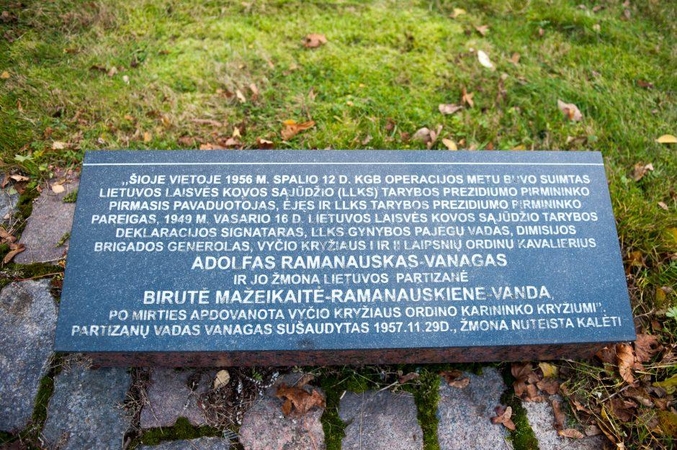 „ŠIOJE VIETOJE 1956 M. SPALIO 12 D. KGB OPERACIJOS METU BUVO SUIMTAS
LIETUVOS LAISVĖS KOVOS SĄJŪDŽIO (LLKS) TARYBOS PREZIDIUMO PIRMININKO
PIRMASIS PAVADUOTOJAS, ĖJĘS IR LLKS TARYBOS PREZIDIUMO PIRMININKO
PAREIGAS, 1949 M. VASARIO 16 D. LIETUVOS LAISVĖS KOVOS SĄJŪDŽIO TARYBOS
DEKLARACIJOS SIGNATARAS, LLKS GYNYBOS PAJĖGŲ VADAS, DIMISIJOS
BRIGADOS GENEROLAS, VYČIO KRYŽIAUS I IR II LAIPSNIŲ ORDINŲ KAVALIERIUS
ADOLFAS RAMANAUSKAS-VANAGAS
IR JO ŽMONA LIETUVOS PARTIZANĖ
BIRUTĖ MAŽEIKAITĖ-RAMANAUSKIENĖ-VANDA,
PO MIRTIES APDOVANOTA VYČIO KRYŽIAUS ORDINO KARININKO KRYŽIUMI".
PARTIZANŲ VADAS VANAGAS SUŠAUDYTAS 1957.11.29D., ŽMONA NUTEISTA KALĖTI